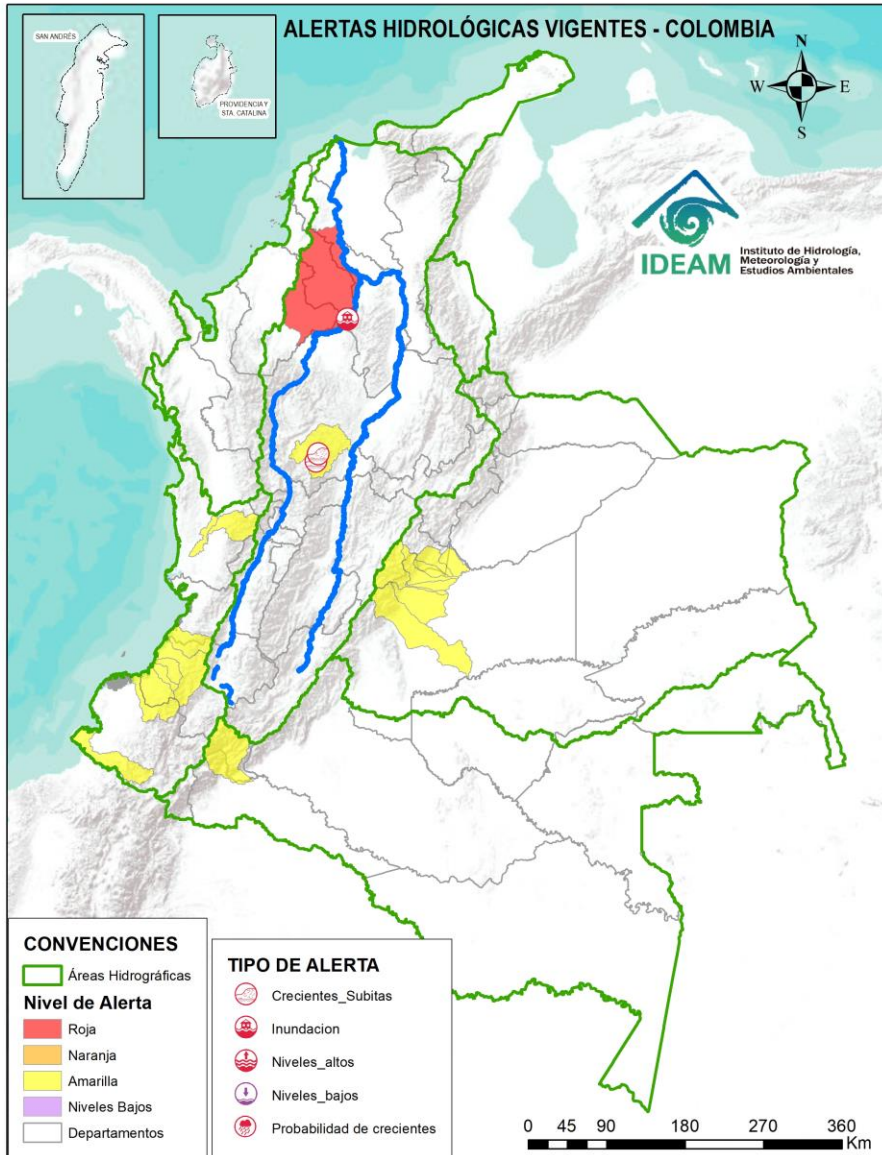 ALERTAS HIDROLÓGICAS VIGENTES - COLOMBIA
SAN ANDRÉS
PROVIDENCIA Y
STA. CATALINA
N
W
E
S
IDEAM
Instituto de Hidrología,
Meteorología y
Estudios Ambientales
CONVENCIONES
Áreas Hidrográficas
Nivel de Alerta
Roja
Naranja
Amarilla
Niveles Bajos
Departamentos
TIPO DE ALERTA
Crecientes_Subitas
Inundacion
Niveles_altos
Niveles_bajos
Probabilidad de crecientes
0 45 90 180 270 360
Km